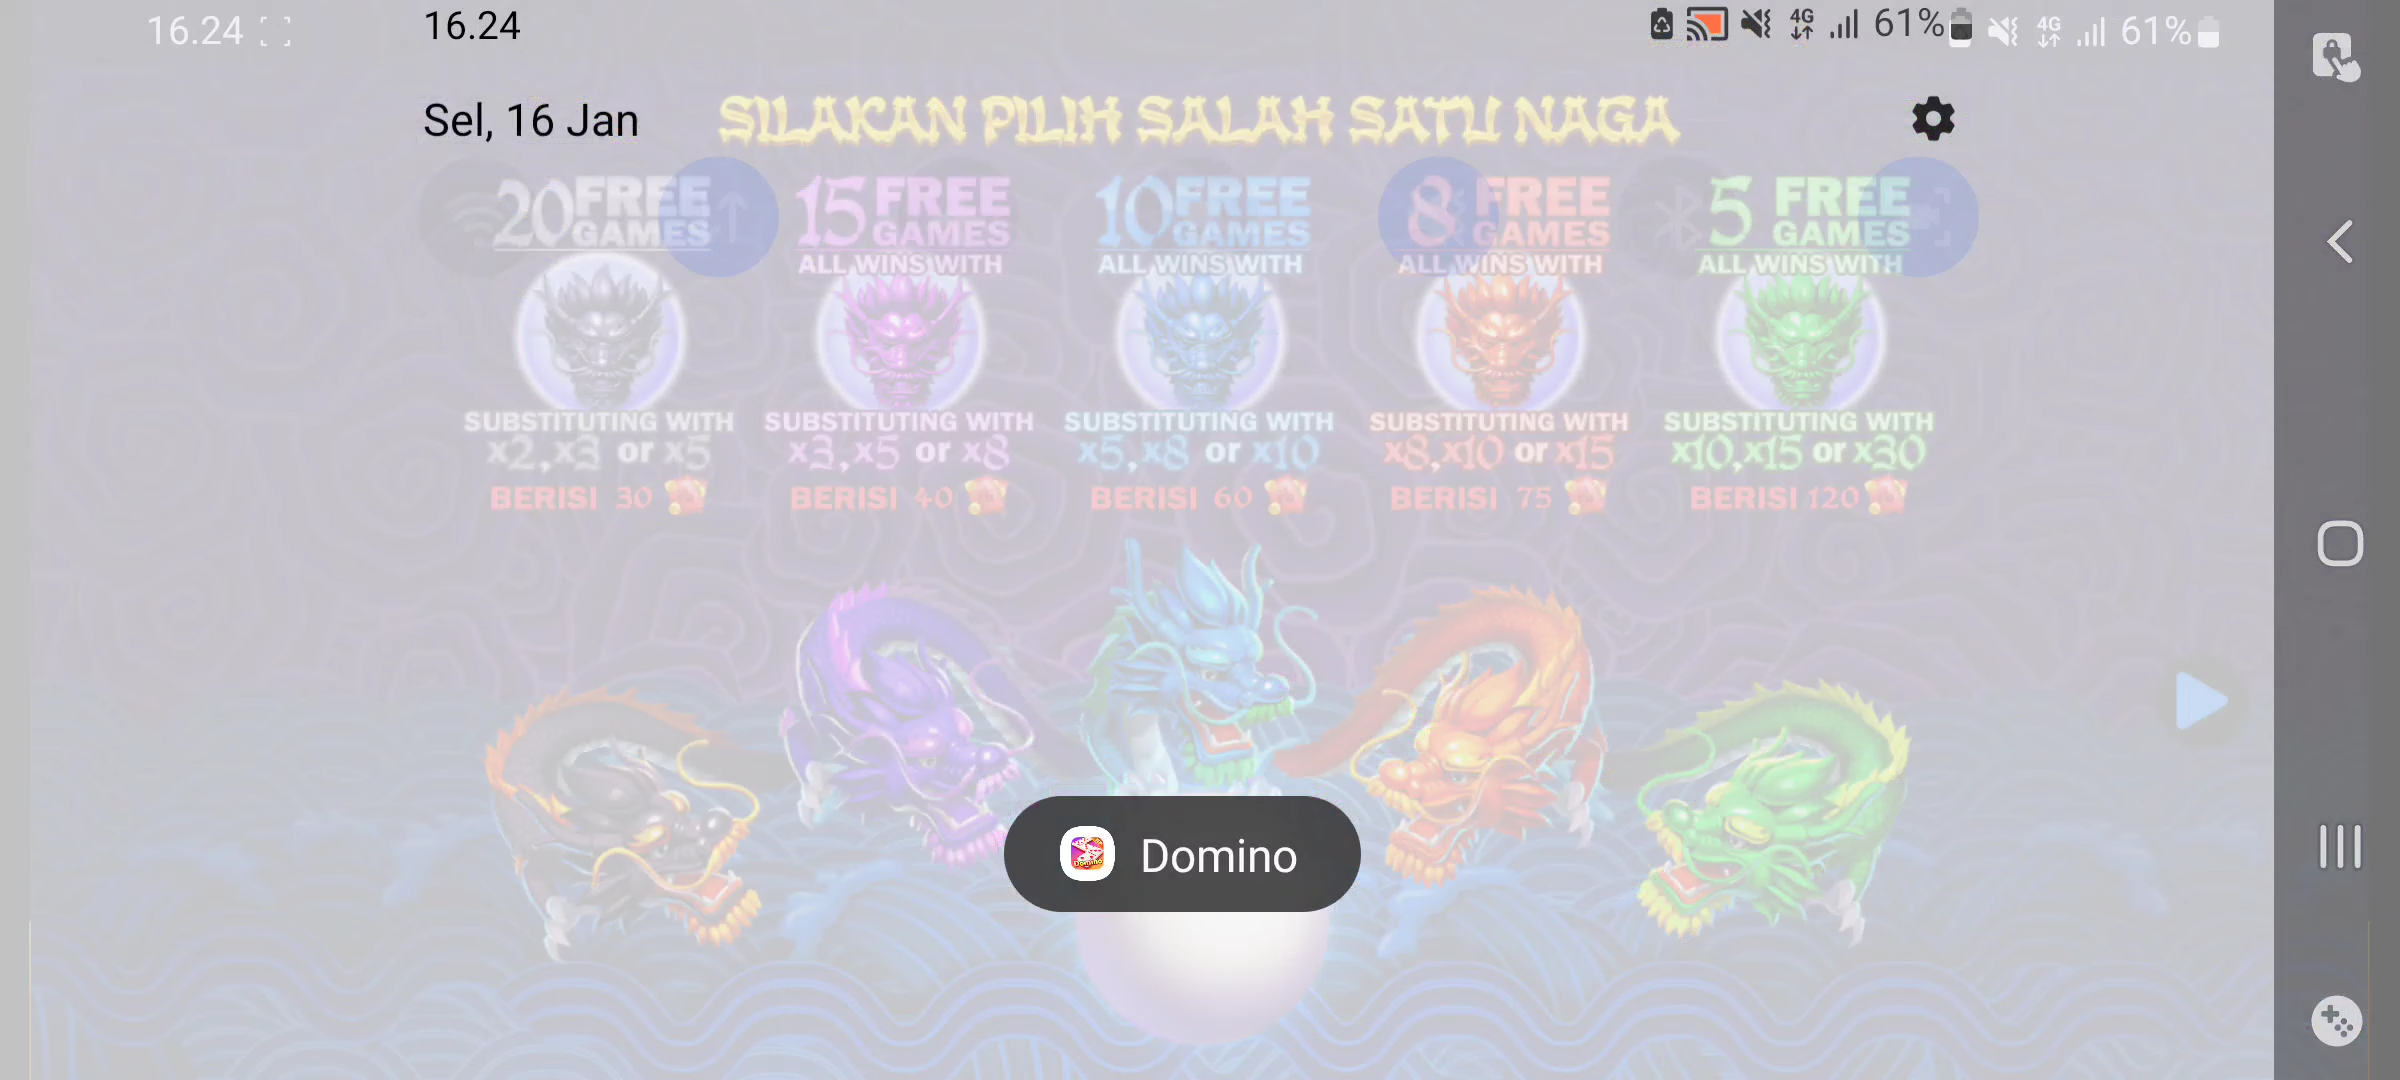 16.24 16.24 4G 61% 4G 61%
Sel, 16 Jan
SILAKAN PILIH SALAH SATU NAGA
20 FREE GAMES
15 FREE GAMES
ALL WINS WITH
10 FREE GAMES
ALL WINS WITH
8 FREE GAMES
ALL WINS WITH
5 FREE GAMES
ALL WINS WITH
SUBSTITUTING WITH
x2,x3 or x5
BERISI 30
SUBSTITUTING WITH
x3,x5 or x8
BERISI 40
SUBSTITUTING WITH
x5,x8 or x10
BERISI 60
SUBSTITUTING WITH
x8,x10 or x15
BERISI 75
SUBSTITUTING WITH
x10,x15 or x30
BERISI 120
Domino